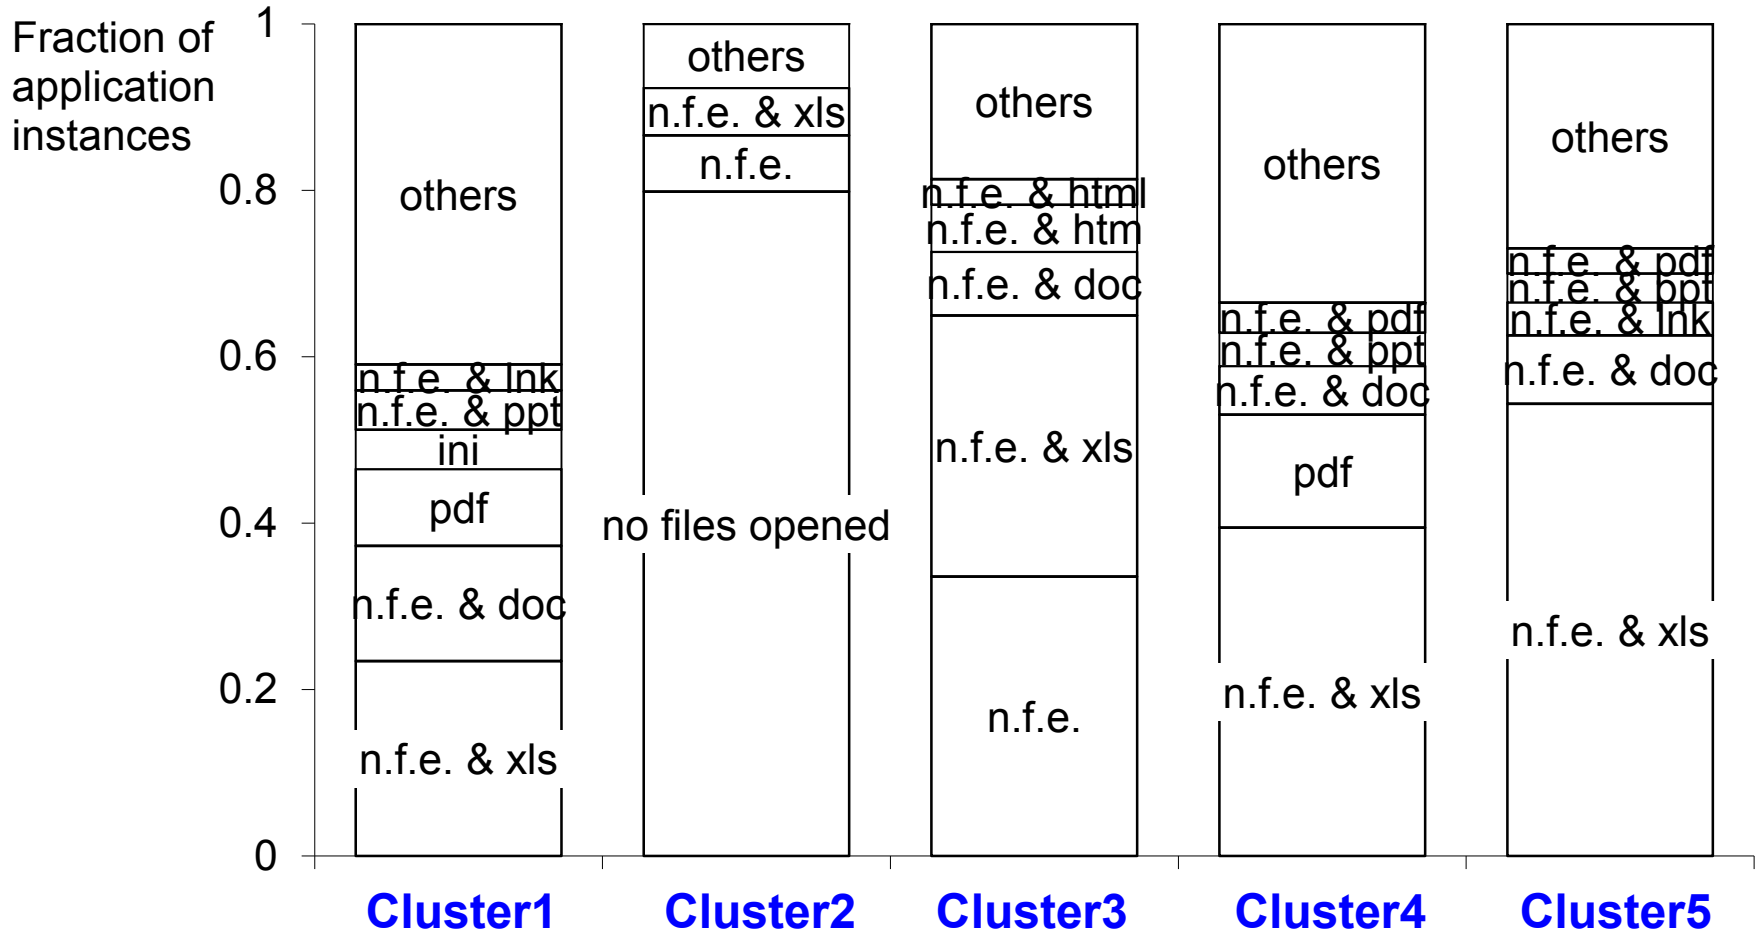 Fraction of
application
instances
1
0.8
0.6
0.4
0.2
0
others
n.f.e. & lnk
n.f.e. & ppt
ini
pdf
n.f.e. & doc
n.f.e. & xls
others
n.f.e. & xls
n.f.e.
no files opened
others
n.f.e. & html
n.f.e. & htm
n.f.e. & doc
n.f.e. & xls
n.f.e.
others
n.f.e. & pdf
n.f.e. & ppt
n.f.e. & doc
pdf
n.f.e. & xls
others
n.f.e. & pdf
n.f.e. & ppt
n.f.e. & lnk
n.f.e. & doc
n.f.e. & xls
Cluster1 Cluster2 Cluster3 Cluster4 Cluster5